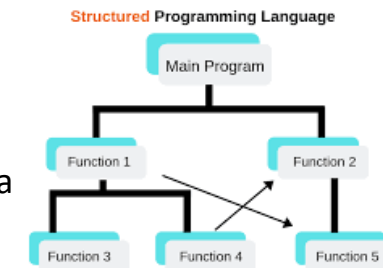 Structured Programming Language
Main Program
Function 1
Function 2
a
Function 3
Function 4
Function 5